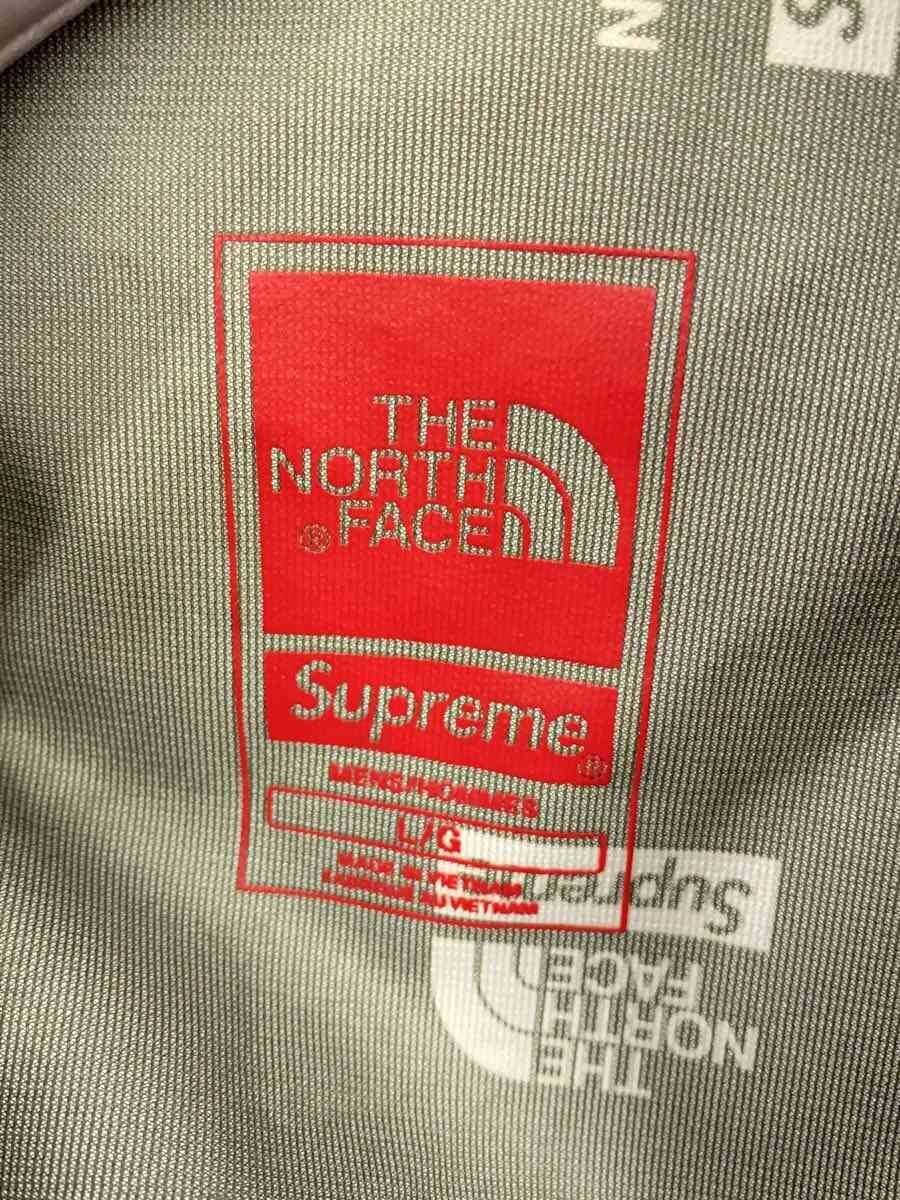 N
S
THE
NORTH
FACE
®
Supreme®
MENS/HOMMES
L/G
MADE IN VIETNAM
FABRIQUÉ AU VIETNAM
Supreme
THE
NORTH
FACE